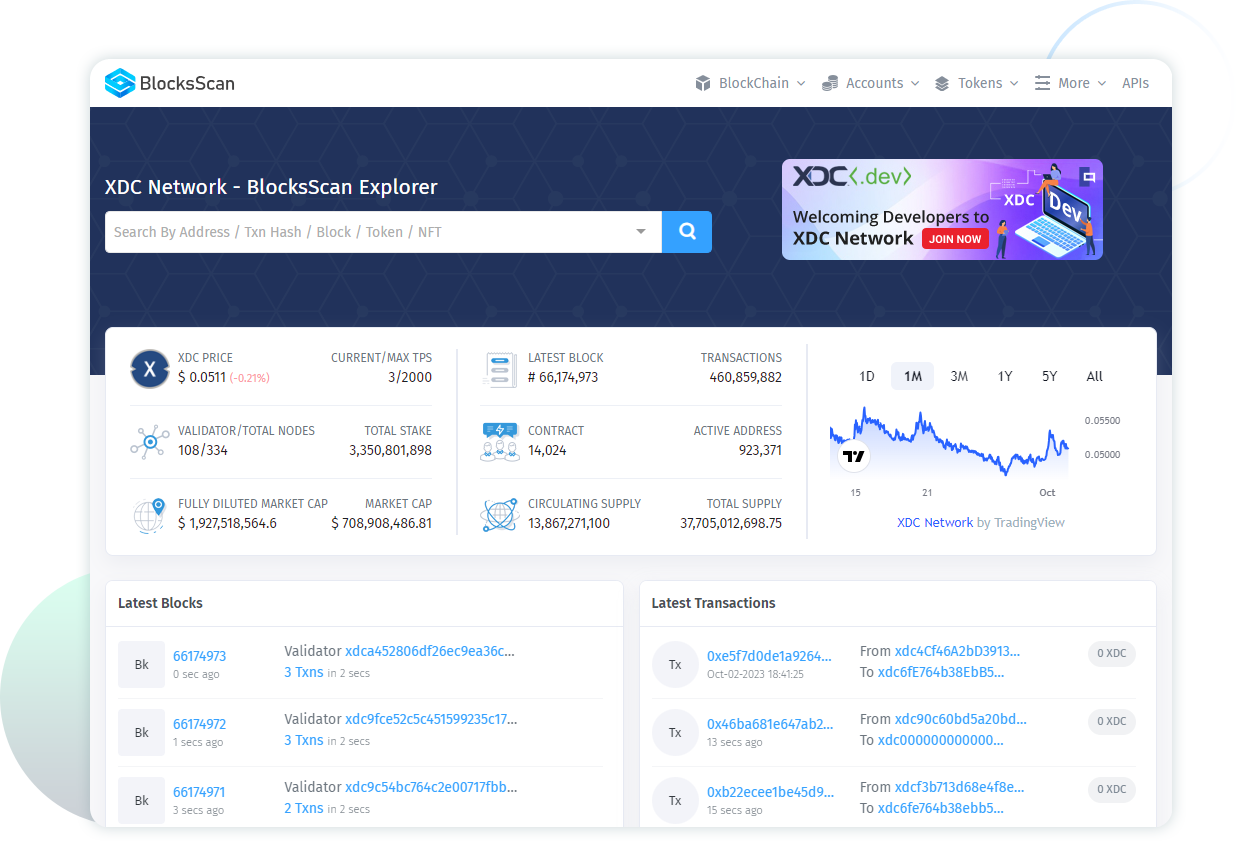 BlocksScan
BlockChain
Accounts
Tokens
More
APIs
XDC Network - BlocksScan Explorer
Search By Address / Txn Hash / Block / Token / NFT
XDC<.dev>
Welcoming Developers to
XDC Network JOIN NOW
XDC
Dev
X
XDC PRICE
$ 0.0511 (-0.21%)
CURRENT/MAX TPS
3/2000
LATEST BLOCK
# 66,174,973
TRANSACTIONS
460,859,882
VALIDATOR/TOTAL NODES
108/334
TOTAL STAKE
3,350,801,898
CONTRACT
14,024
ACTIVE ADDRESS
923,371
FULLY DILUTED MARKET CAP
$ 1,927,518,564.6
MARKET CAP
$ 708,908,486.81
CIRCULATING SUPPLY
13,867,271,100
TOTAL SUPPLY
37,705,012,698.75
1D 1M 3M 1Y 5Y All
0.05500
0.05000
15 21 Oct
XDC Network by TradingView
Latest Blocks
Bk
66174973
0 sec ago
Validator xdca452806df26ec9ea36c...
3 Txns in 2 secs
Bk
66174972
1 secs ago
Validator xdc9fce52c5c451599235c17...
3 Txns in 2 secs
Bk
66174971
3 secs ago
Validator xdc9c54bc764c2e00717fbb...
2 Txns in 2 secs
Latest Transactions
Tx
0xe5f7d0de1a9264...
Oct-02-2023 18:41:25
From xdc4Cf46A2bD3913...
To xdc6fE764b38EbB5...
0 XDC
Tx
0x46ba681e647ab2...
13 secs ago
From xdc90c60bd5a20bd...
To xdc000000000000...
0 XDC
Tx
0xb22ecee1be45d9...
15 secs ago
From xdcf3b713d68e4f8e...
To xdc6fe764b38ebb5...
0 XDC